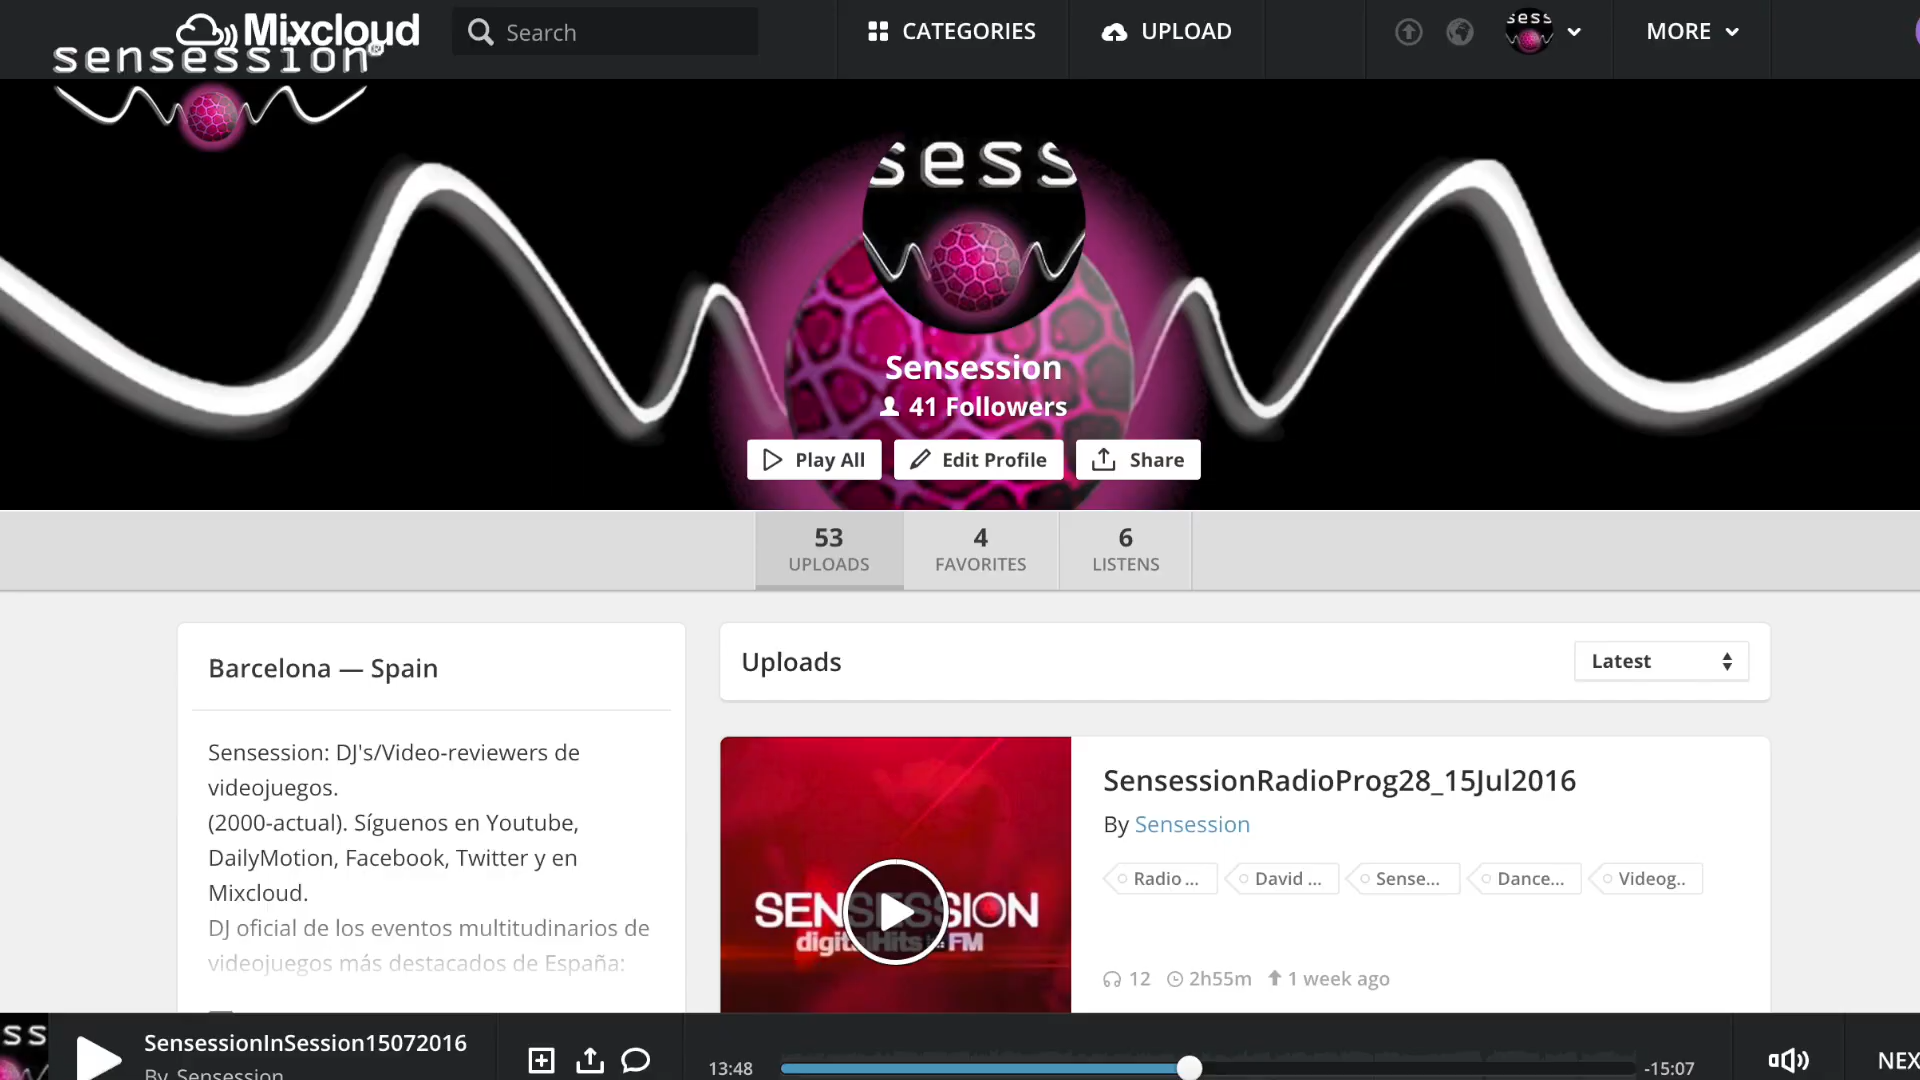 Mixcloud
sensession®
Search
CATEGORIES
UPLOAD
sess
MORE
sess
Sensession
41 Followers
Play All
Edit Profile
Share
53
UPLOADS
4
FAVORITES
6
LISTENS
Barcelona — Spain
Sensession: DJ's/Video-reviewers de
videojuegos.
(2000-actual). Síguenos en Youtube,
DailyMotion, Facebook, Twitter y en
Mixcloud.
DJ oficial de los eventos multitudinarios de
videojuegos más destacados de España:
Uploads
Latest
SENSESSION
digitalHits FM
SensessionRadioProg28_15Jul2016
By Sensession
Radio ...
David ...
Sense...
Dance...
Videog..
12
2h55m
1 week ago
ss
SensessionInSession15072016
By Sensession
13:48
-15:07
NEX